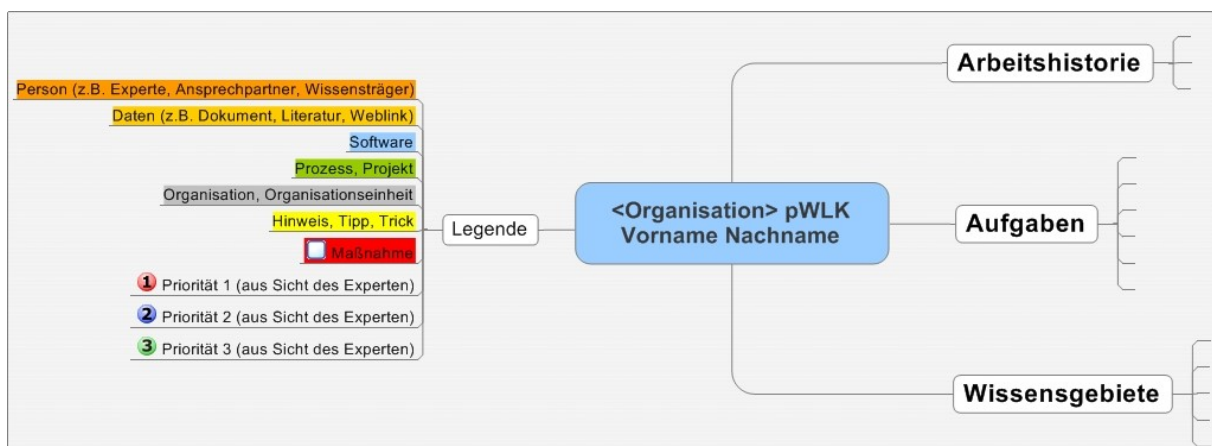 Person (z.B. Experte, Ansprechpartner, Wissensträger)
Daten (z.B. Dokument, Literatur, Weblink)
Software
Prozess, Projekt
Organisation, Organisationseinheit
Hinweis, Tipp, Trick
Maßnahme
1 Priorität 1 (aus Sicht des Experten)
2 Priorität 2 (aus Sicht des Experten)
3 Priorität 3 (aus Sicht des Experten)
Legende
<Organisation> pWLK
Vorname Nachname
Arbeitshistorie
Aufgaben
Wissensgebiete